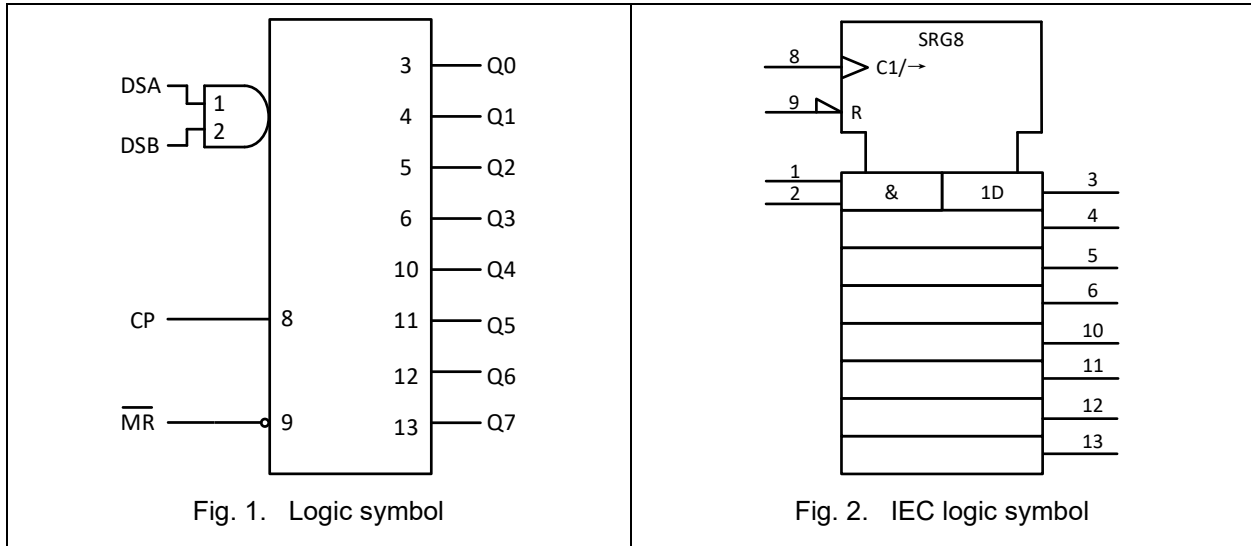 DSA
DSB
1
2
CP
8
M̅R̅
9
3
Q0
4
Q1
5
Q2
6
Q3
10
Q4
11
Q5
12
Q6
13
Q7
Fig. 1. Logic symbol
SRG8
8
C1/→
9
R
1
2
&
1D
3
4
5
6
10
11
12
13
Fig. 2. IEC logic symbol